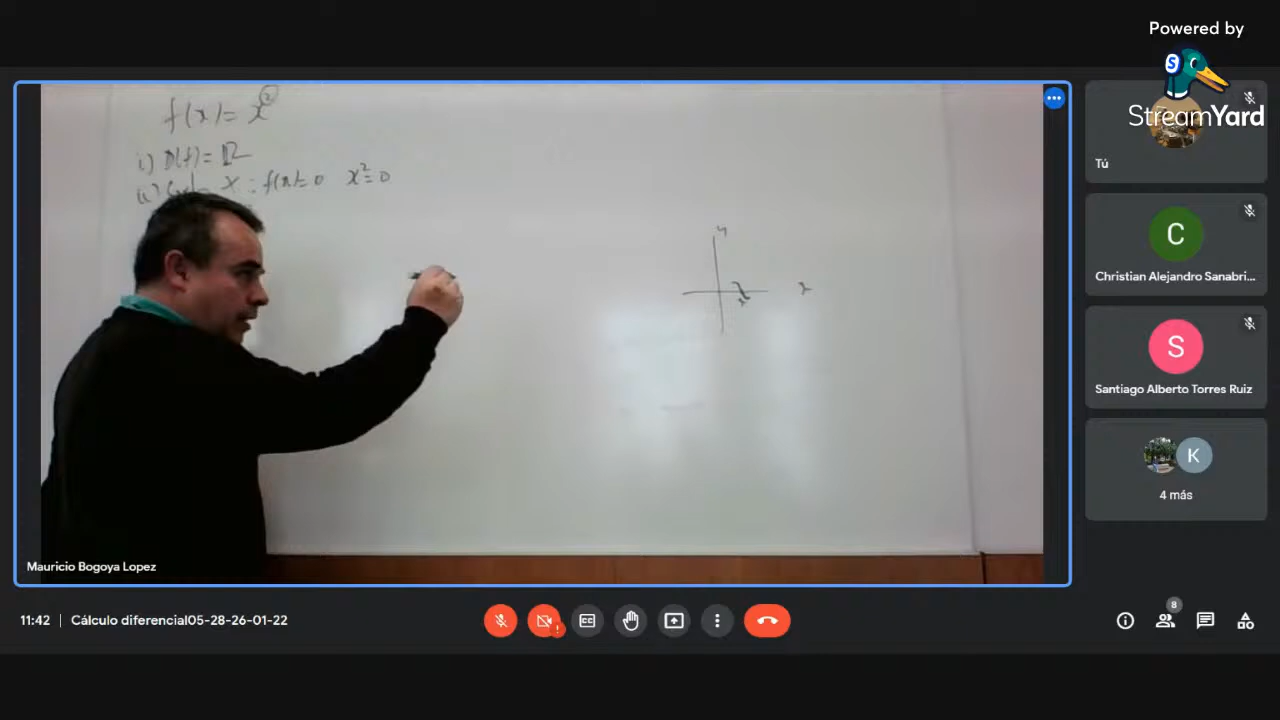 Powered by
StreamYard
f(x) = x²
i) D(f) = ℝ
x : f(x) = 0 x² = 0
y
x
Tú
C
Christian Alejandro Sanabri...
S
Santiago Alberto Torres Ruiz
K
4 más
Mauricio Bogoya Lopez
11:42 | Cálculo diferencial05-28-26-01-22
8